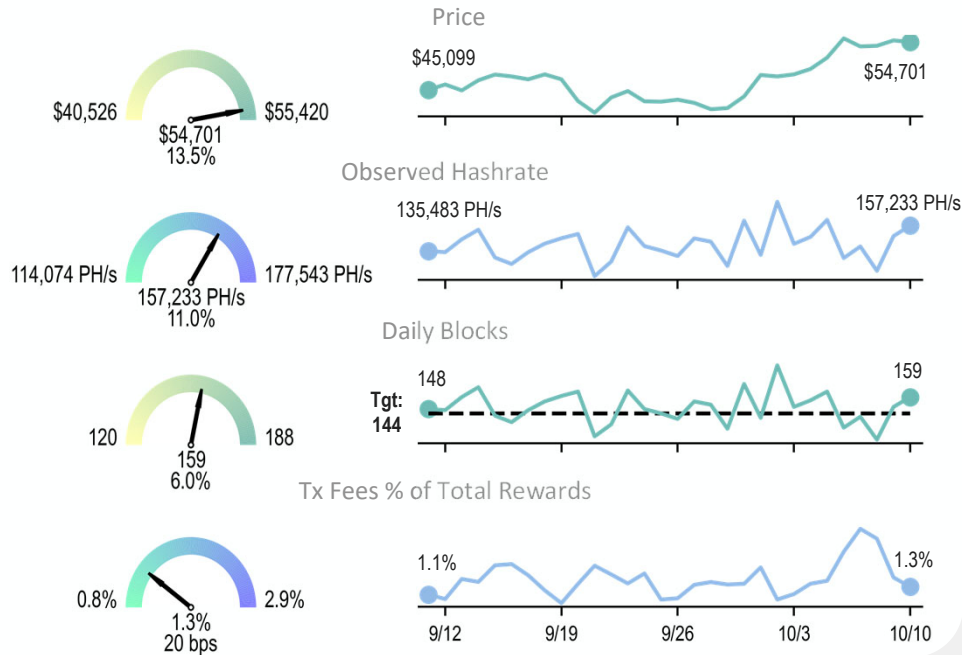 Price
$40,526
$55,420
$54,701
13.5%
$45,099
$54,701
Observed Hashrate
114,074 PH/s
177,543 PH/s
157,233 PH/s
11.0%
135,483 PH/s
157,233 PH/s
Daily Blocks
120
188
159
6.0%
148
159
Tgt:
144
Tx Fees % of Total Rewards
0.8%
2.9%
1.3%
20 bps
1.1%
1.3%
9/12
9/19
9/26
10/3
10/10